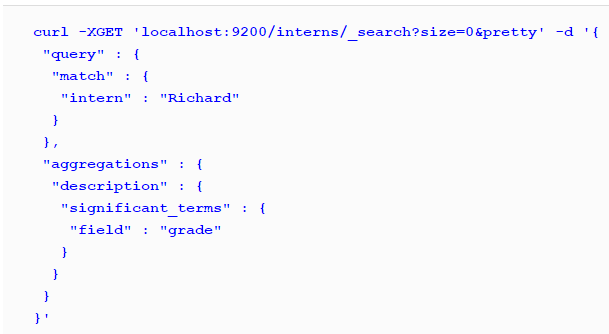 curl -XGET 'localhost:9200/interns/_search?size=0&pretty' -d '{
"query" : {
"match" : {
"intern" : "Richard"
}
},
"aggregations" : {
"description" : {
"significant_terms" : {
"field" : "grade"
}
}
}
}'